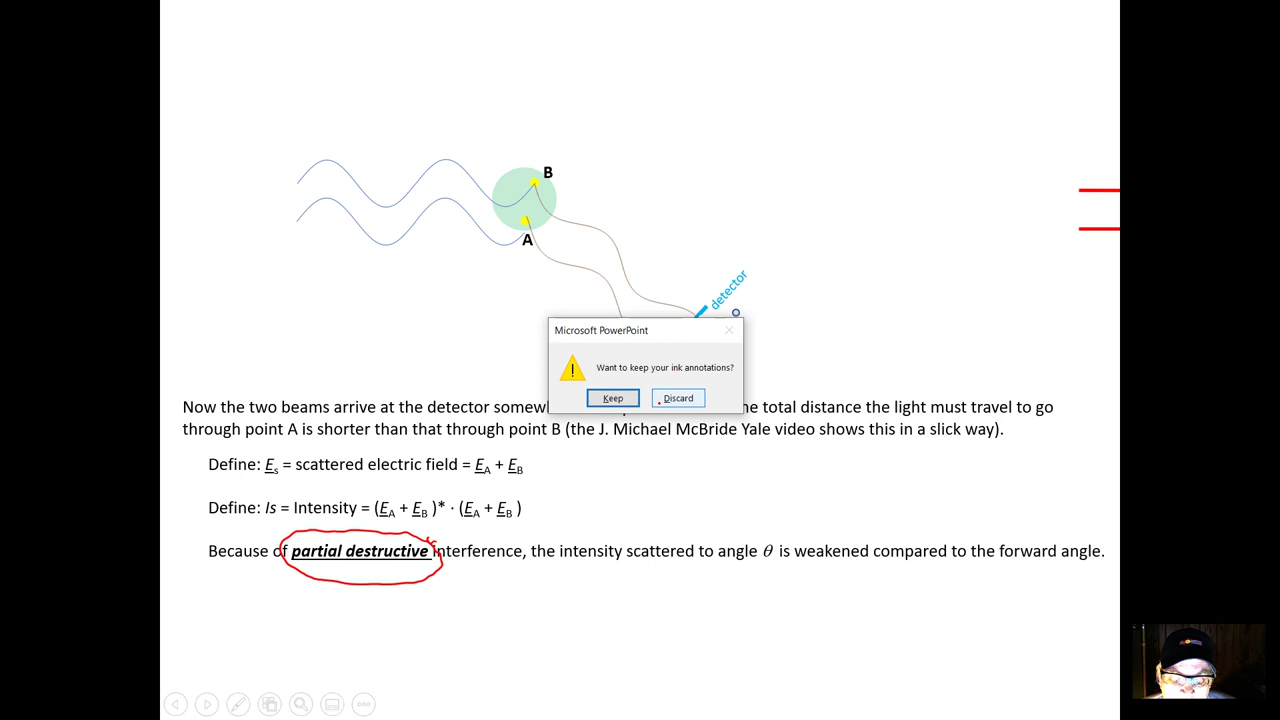 B
A
detector
Microsoft PowerPoint
Want to keep your ink annotations?
Keep Discard
Now the two beams arrive at the detector somew he total distance the light must travel to go
through point A is shorter than that through point B (the J. Michael McBride Yale video shows this in a slick way).
Define: Es = scattered electric field = EA + EB
Define: Is = Intensity = (EA + EB )* · (EA + EB )
Because of partial destructive interference, the intensity scattered to angle θ is weakened compared to the forward angle.